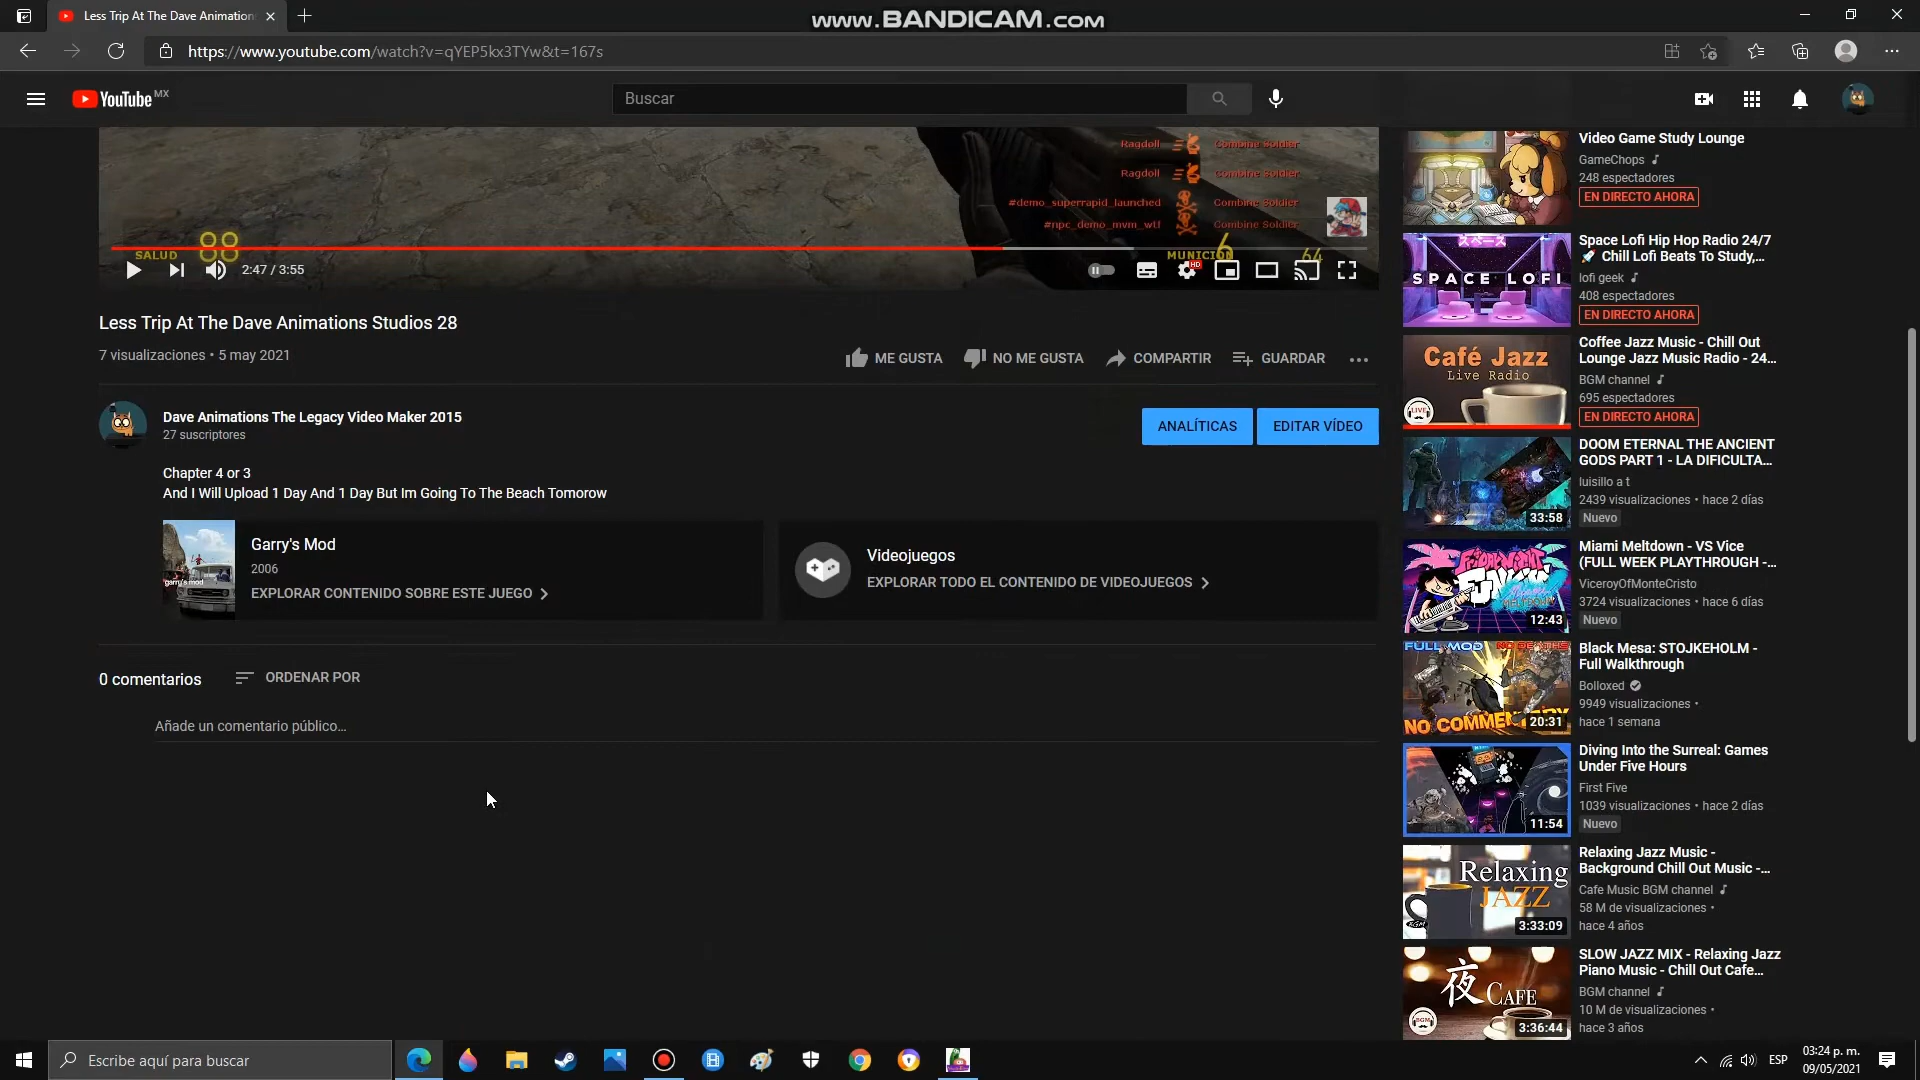 Less Trip At The Dave Animation
www.BANDICAM.com
https://www.youtube.com/watch?v=qYEP5kx3TYw&t=167s
YouTube MX
Buscar
Ragdoll Combine Soldier
Ragdoll Combine Soldier
#demo_superrapid_launched Combine Soldier
#npc_demo_mvm_wtf Combine Soldier
SALUD 88
MUNICIÓN 6 64
2:47 / 3:55
HD
Less Trip At The Dave Animations Studios 28
7 visualizaciones • 5 may 2021
ME GUSTA NO ME GUSTA COMPARTIR GUARDAR
Dave Animations The Legacy Video Maker 2015
27 suscriptores
ANALÍTICAS EDITAR VÍDEO
Chapter 4 or 3
And I Will Upload 1 Day And 1 Day But Im Going To The Beach Tomorow
garry's mod
Garry's Mod
2006
EXPLORAR CONTENIDO SOBRE ESTE JUEGO
Videojuegos
EXPLORAR TODO EL CONTENIDO DE VIDEOJUEGOS
0 comentarios ORDENAR POR
Añade un comentario público...
Video Game Study Lounge
GameChops
248 espectadores
EN DIRECTO AHORA
スペース
SPACE LOFI
Space Lofi Hip Hop Radio 24/7
🚀 Chill Lofi Beats To Study,...
lofi geek
408 espectadores
EN DIRECTO AHORA
Café Jazz
Live Radio
LIVE
Coffee Jazz Music - Chill Out
Lounge Jazz Music Radio - 24...
BGM channel
695 espectadores
EN DIRECTO AHORA
33:58
DOOM ETERNAL THE ANCIENT
GODS PART 1 - LA DIFICULTA...
luisillo a t
2439 visualizaciones • hace 2 días
Nuevo
12:43
Miami Meltdown - VS Vice
(FULL WEEK PLAYTHROUGH -...
ViceroyOfMonteCristo
3724 visualizaciones • hace 6 días
Nuevo
FULL MOD NO DEATHS
NO COMMENTARY
20:31
Black Mesa: STOJKEHOLM -
Full Walkthrough
Bolloxed
9949 visualizaciones •
hace 1 semana
11:54
Diving Into the Surreal: Games
Under Five Hours
First Five
1039 visualizaciones • hace 2 días
Nuevo
Relaxing
JAZZ
BGM
3:33:09
Relaxing Jazz Music -
Background Chill Out Music -...
Cafe Music BGM channel
58 M de visualizaciones •
hace 4 años
夜 CAFE
BGM
3:36:44
SLOW JAZZ MIX - Relaxing Jazz
Piano Music - Chill Out Cafe...
BGM channel
10 M de visualizaciones •
hace 3 años
Escribe aquí para buscar
ESP
03:24 p. m.
09/05/2021